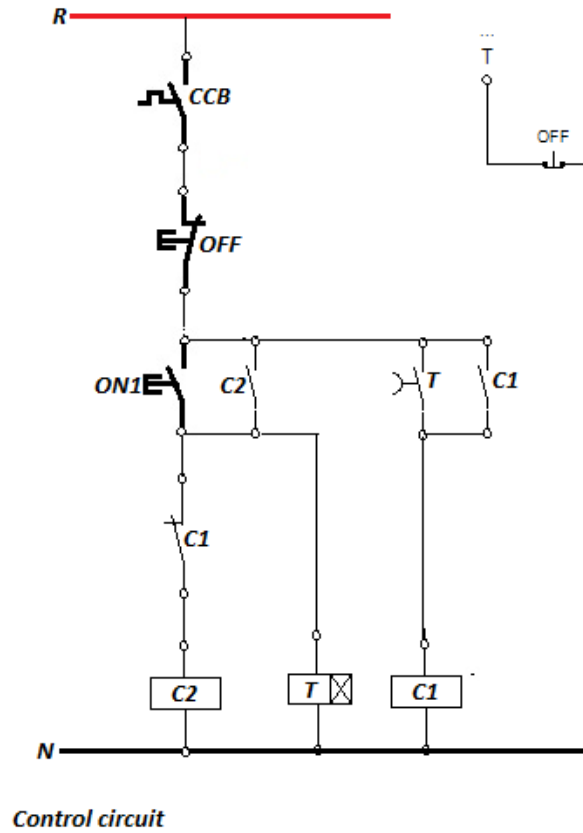 R
...
T
CCB
OFF
OFF
ON1
C2
T
C1
C1
C2
T
C1
N
Control circuit